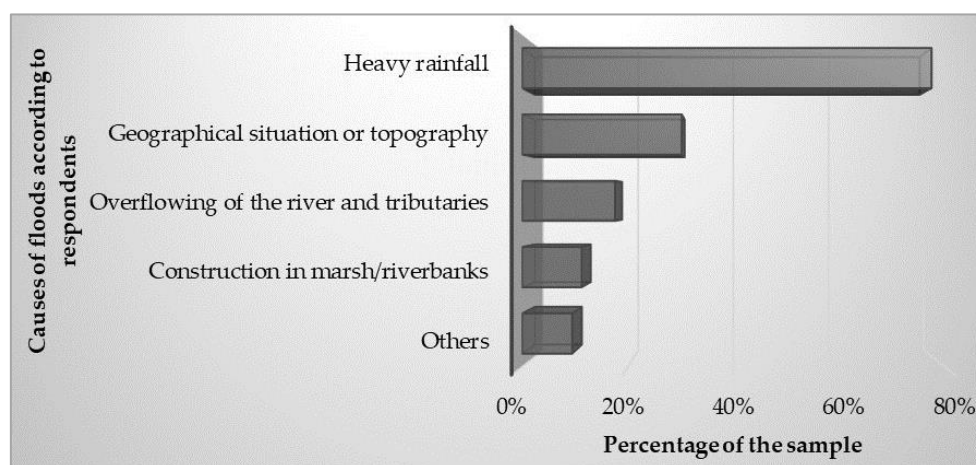 Causes of floods according to
respondents
Heavy rainfall
Geographical situation or topography
Overflowing of the river and tributaries
Construction in marsh/riverbanks
Others
0% 20% 40% 60% 80%
Percentage of the sample